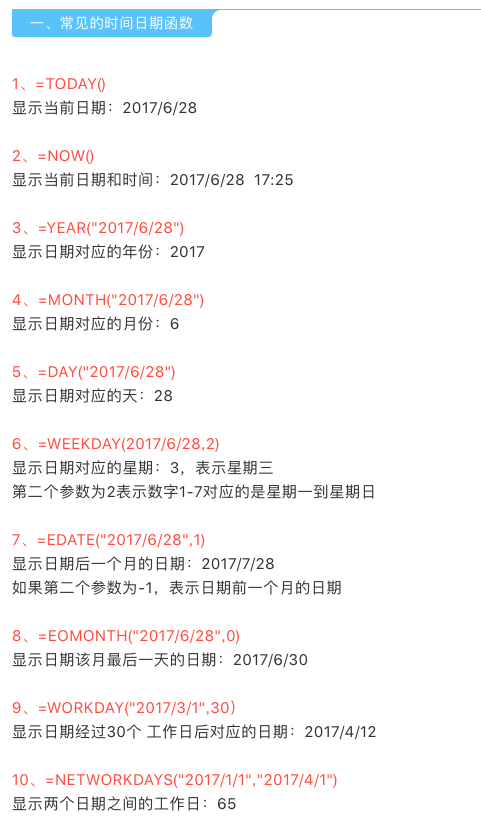 一、常见的时间日期函数
1、=TODAY()
显示当前日期：2017/6/28
2、=NOW()
显示当前日期和时间：2017/6/28  17:25
3、=YEAR("2017/6/28")
显示日期对应的年份：2017
4、=MONTH("2017/6/28")
显示日期对应的月份：6
5、=DAY("2017/6/28")
显示日期对应的天：28
6、=WEEKDAY(2017/6/28,2)
显示日期对应的星期：3，表示星期三
第二个参数为2表示数字1-7对应的是星期一到星期日
7、=EDATE("2017/6/28",1)
显示日期后一个月的日期：2017/7/28
如果第二个参数为-1，表示日期前一个月的日期
8、=EOMONTH("2017/6/28",0)
显示日期该月最后一天的日期：2017/6/30
9、=WORKDAY("2017/3/1",30）
显示日期经过30个 工作日后对应的日期：2017/4/12
10、=NETWORKDAYS("2017/1/1","2017/4/1")
显示两个日期之间的工作日：65